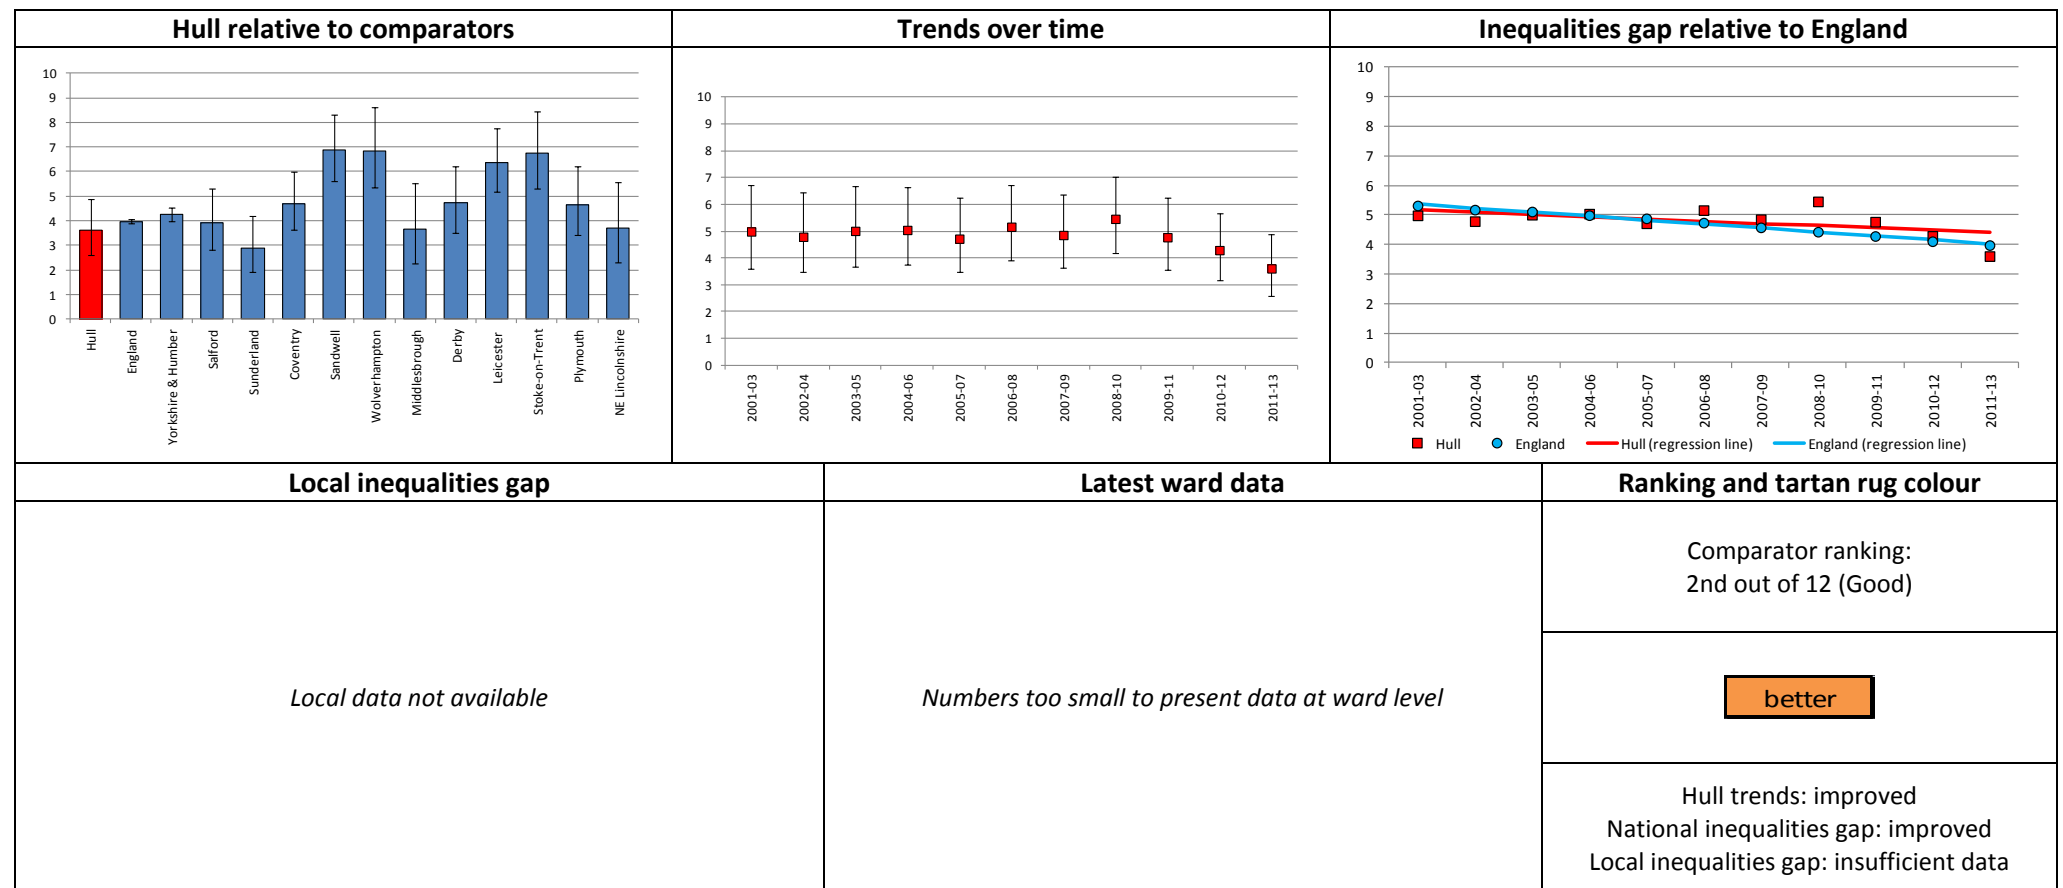 Hull relative to comparators
Trends over time
Inequalities gap relative to England
10
9
8
7
6
5
4
3
2
1
0
Hull
England
Yorkshire & Humber
Salford
Sunderland
Coventry
Sandwell
Wolverhampton
Middlesbrough
Derby
Leicester
Stoke-on-Trent
Plymouth
NE Lincolnshire
10
9
8
7
6
5
4
3
2
1
0
2001-03
2002-04
2003-05
2004-06
2005-07
2006-08
2007-09
2008-10
2009-11
2010-12
2011-13
10
9
8
7
6
5
4
3
2
1
0
2001-03
2002-04
2003-05
2004-06
2005-07
2006-08
2007-09
2008-10
2009-11
2010-12
2011-13
Hull England Hull (regression line) England (regression line)
Local inequalities gap
Latest ward data
Ranking and tartan rug colour
Local data not available
Numbers too small to present data at ward level
Comparator ranking:
2nd out of 12 (Good)
better
Hull trends: improved
National inequalities gap: improved
Local inequalities gap: insufficient data